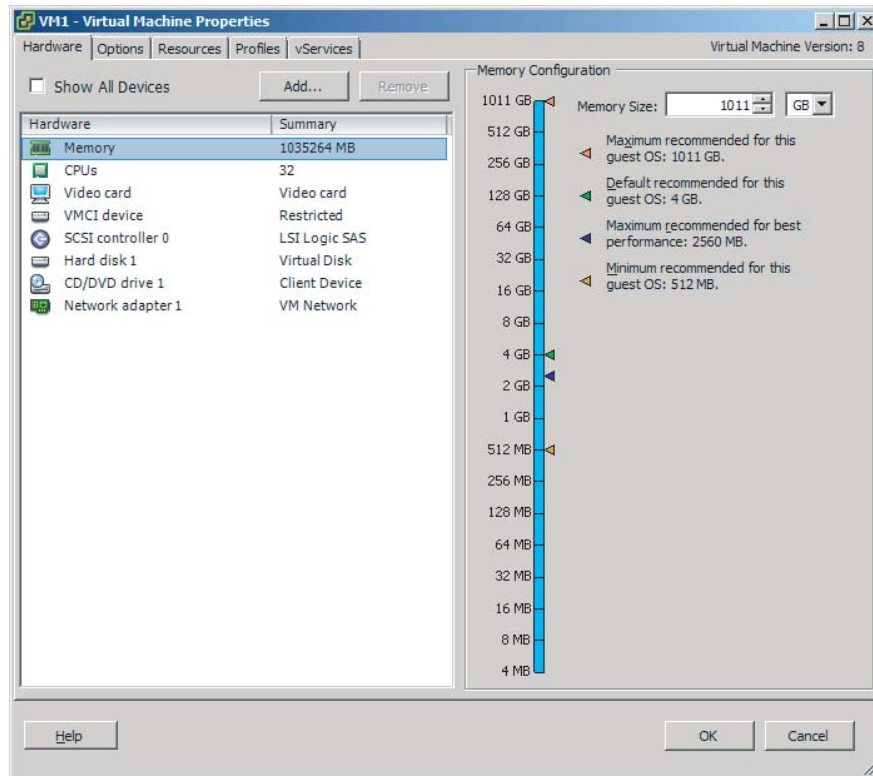 VM1 - Virtual Machine Properties
Hardware Options Resources Profiles vServices Virtual Machine Version: 8
Show All Devices Add... Remove
Hardware Summary
Memory 1035264 MB
CPUs 32
Video card Video card
VMCI device Restricted
SCSI controller 0 LSI Logic SAS
Hard disk 1 Virtual Disk
CD/DVD drive 1 Client Device
Network adapter 1 VM Network
Memory Configuration
Memory Size: 1011 GB
1011 GB
512 GB
256 GB
128 GB
64 GB
32 GB
16 GB
8 GB
4 GB
2 GB
1 GB
512 MB
256 MB
128 MB
64 MB
32 MB
16 MB
8 MB
4 MB
Maximum recommended for this
guest OS: 1011 GB.
Default recommended for this
guest OS: 4 GB.
Maximum recommended for best
performance: 2560 MB.
Minimum recommended for this
guest OS: 512 MB.
Help OK Cancel